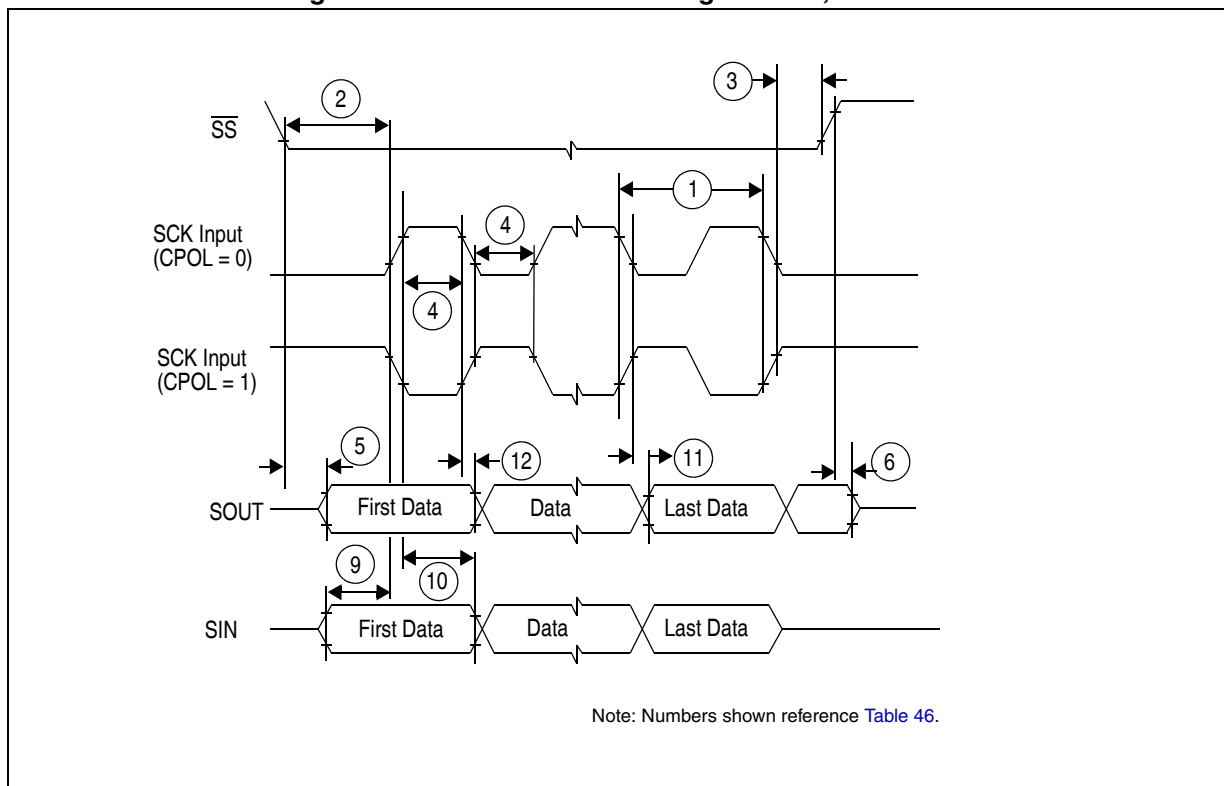 3
2
SS
1
SCK Input
(CPOL = 0)
4
4
SCK Input
(CPOL = 1)
5
12
11
6
SOUT
First Data
Data
Last Data
9
10
SIN
First Data
Data
Last Data
Note: Numbers shown reference Table 46.